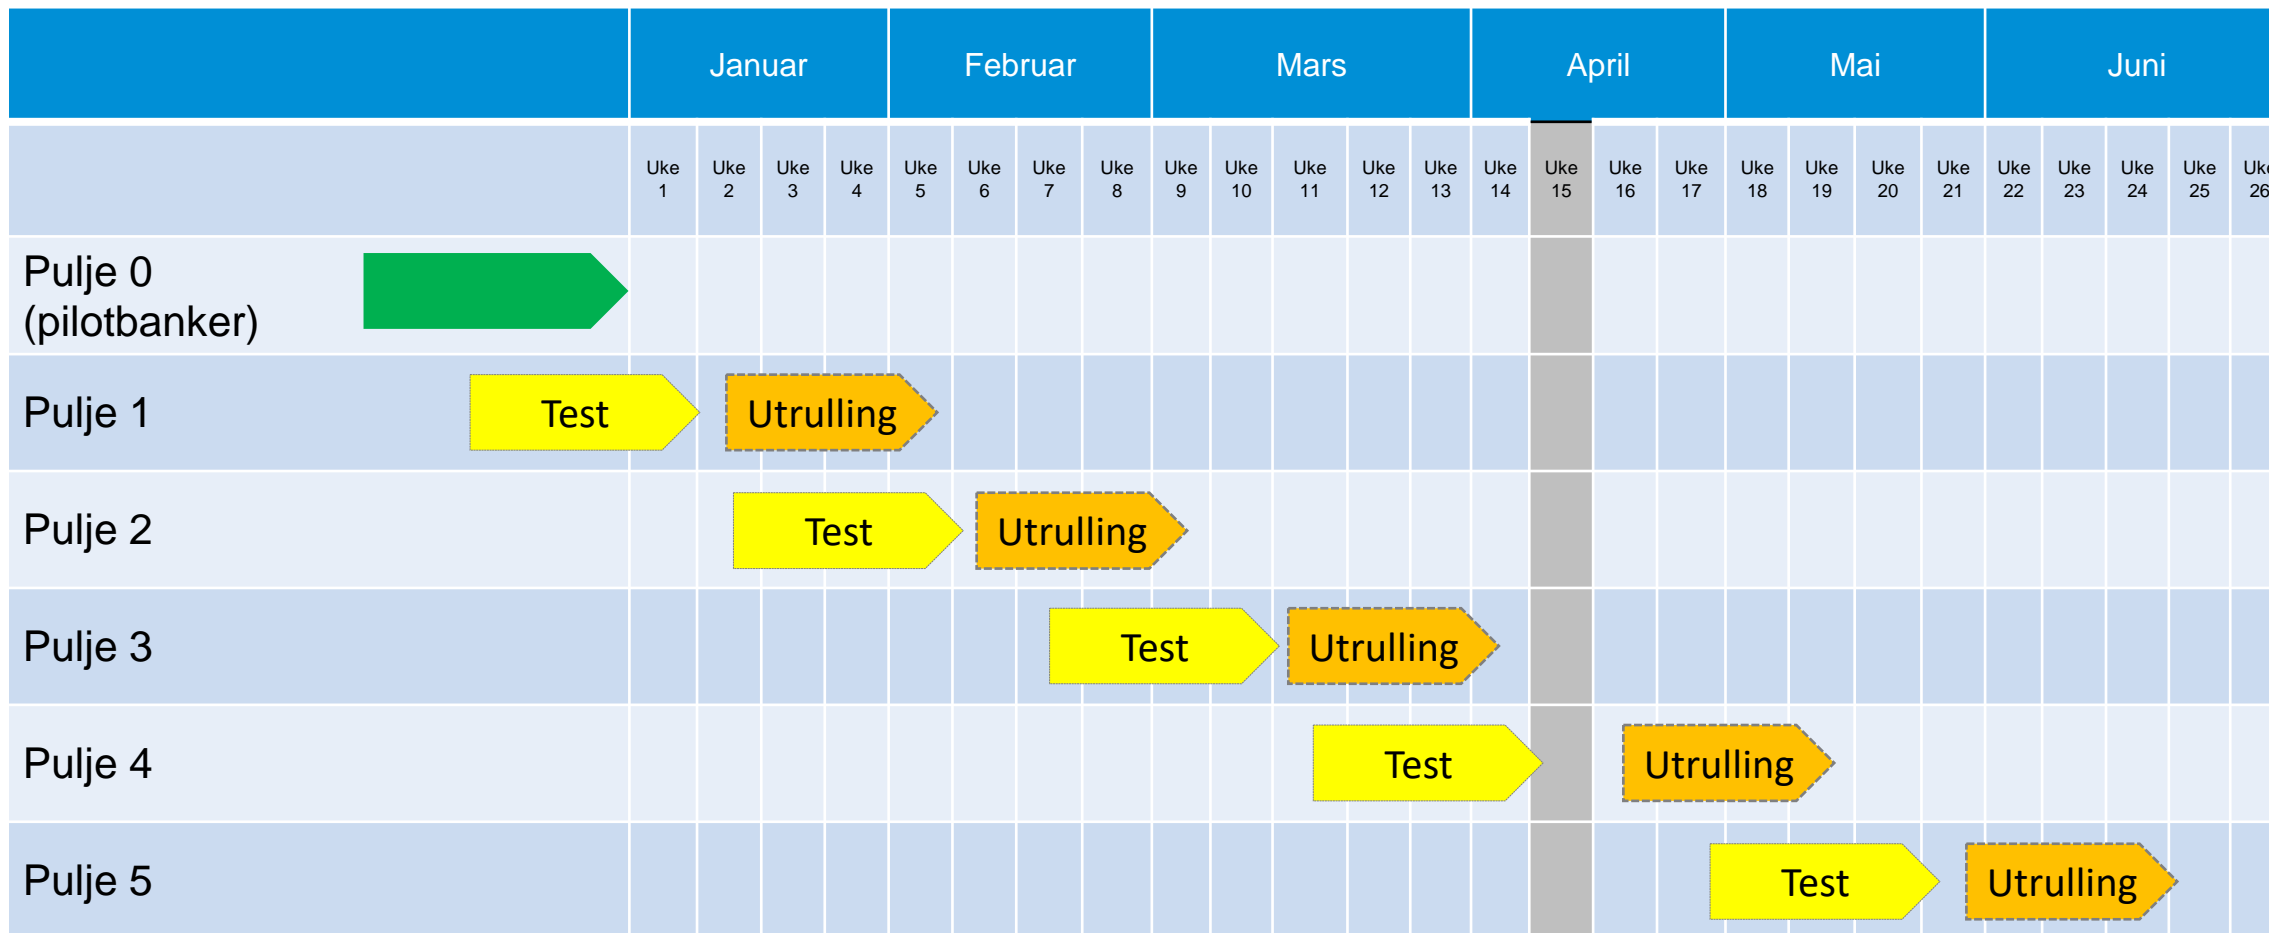 Januar Februar Mars April Mai Juni
Uke 1 Uke 2 Uke 3 Uke 4 Uke 5 Uke 6 Uke 7 Uke 8 Uke 9 Uke 10 Uke 11 Uke 12 Uke 13 Uke 14 Uke 15 Uke 16 Uke 17 Uke 18 Uke 19 Uke 20 Uke 21 Uke 22 Uke 23 Uke 24 Uke 25 Uke 26
Pulje 0
(pilotbanker)
Pulje 1 Test Utrulling
Pulje 2 Test Utrulling
Pulje 3 Test Utrulling
Pulje 4 Test Utrulling
Pulje 5 Test Utrulling